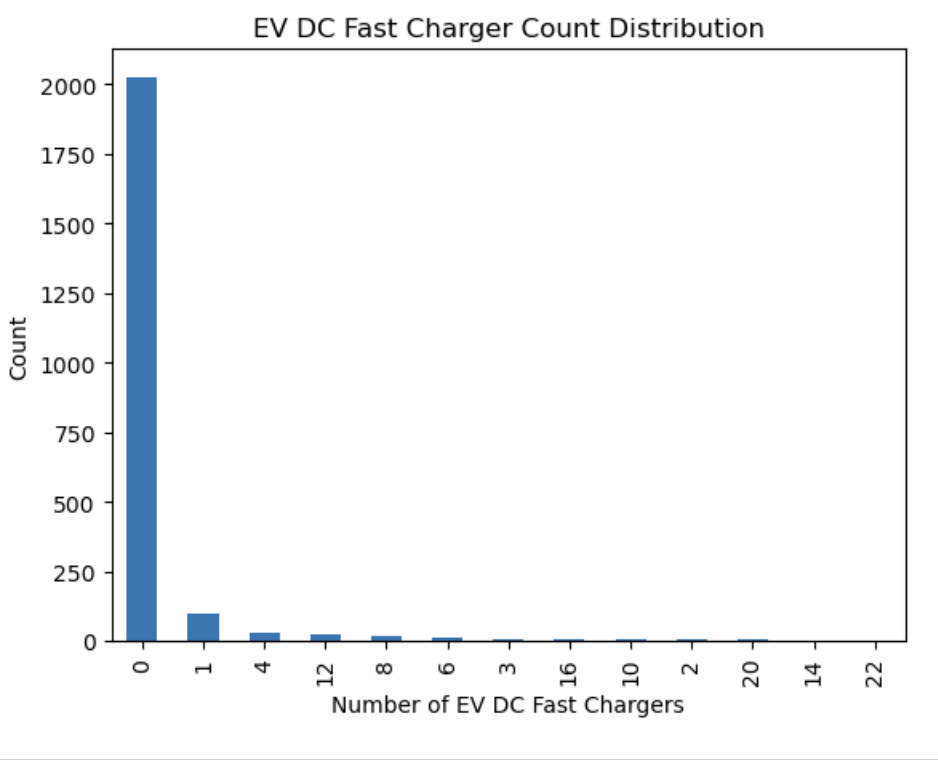 EV DC Fast Charger Count Distribution
2000
1750
1500
1250
1000
750
500
250
0
Count
0 1 4 12 8 6 3 16 10 2 20 14 22
Number of EV DC Fast Chargers